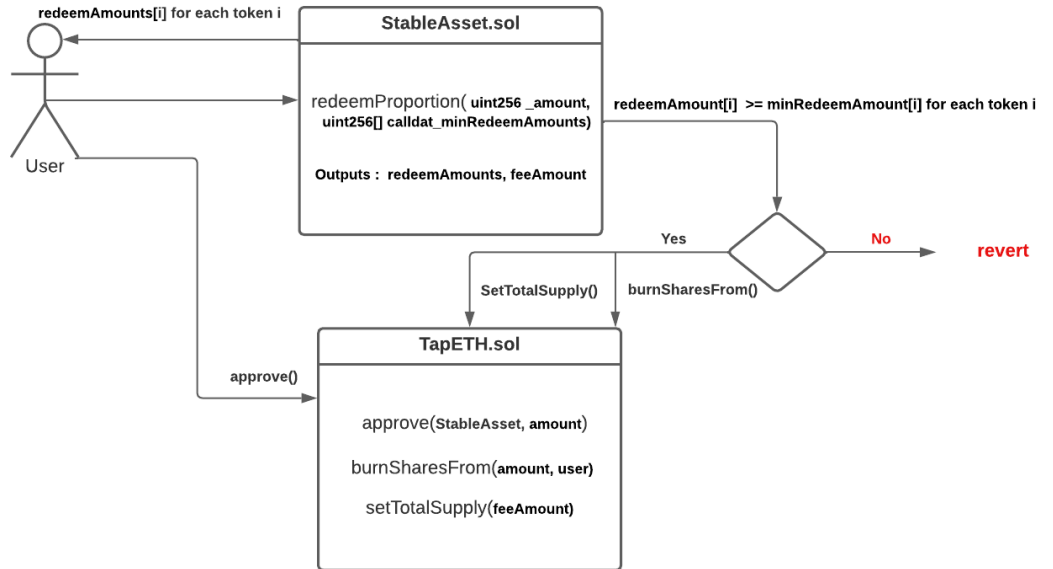 redeemAmounts[i] for each token i
StableAsset.sol
redeemProportion( uint256 _amount,
uint256[] calldat_minRedeemAmounts)
redeemAmount[i] >= minRedeemAmount[i] for each token i
User
Outputs : redeemAmounts, feeAmount
Yes
No
revert
SetTotalSupply()
burnSharesFrom()
TapETH.sol
approve()
approve(StableAsset, amount)
burnSharesFrom(amount, user)
setTotalSupply(feeAmount)